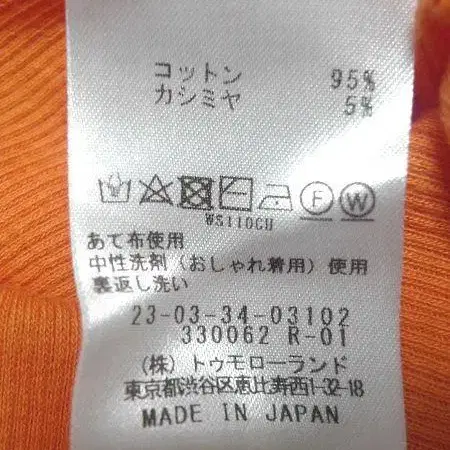 コットン 95%
カシミヤ 5%
F W
WS110CH
あて布使用
中性洗剤（おしゃれ着用）使用
裏返し洗い
23-03-34-03102
330062 R-01
（株）トゥモローランド
東京都渋谷区恵比寿西1-32-18
MADE IN JAPAN